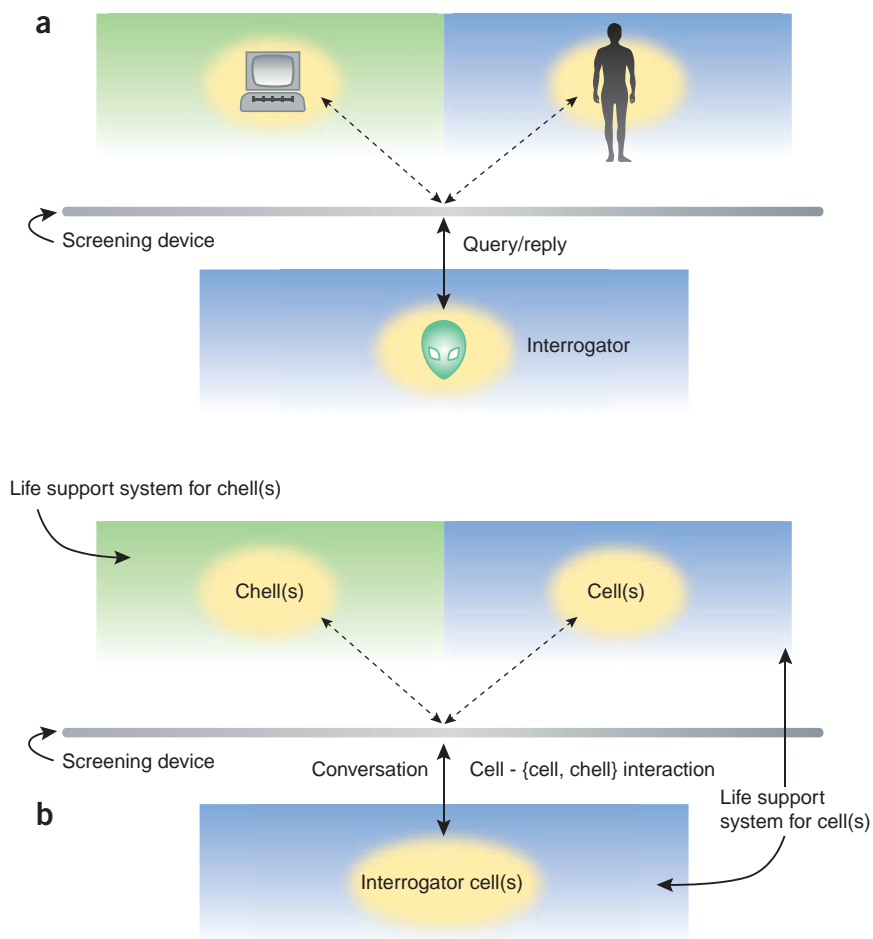 a
Screening device
Query/reply
Interrogator
Life support system for chell(s)
Chell(s)
Cell(s)
Screening device
Conversation
Cell - {cell, chell} interaction
Life support
system for cell(s)
b
Interrogator cell(s)